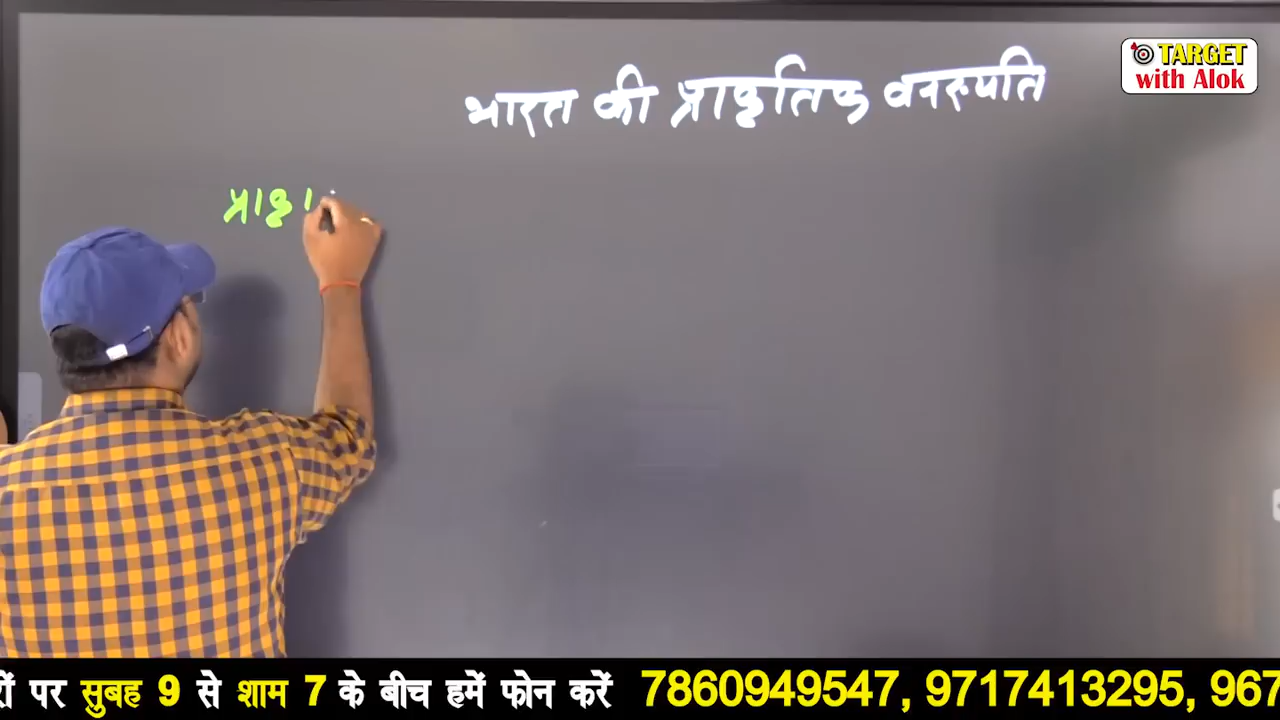 TARGET
with Alok
भारत की प्राकृतिक वनस्पति
रों पर सुबह 9 से शाम 7 के बीच हमें फोन करें 7860949547, 9717413295, 967